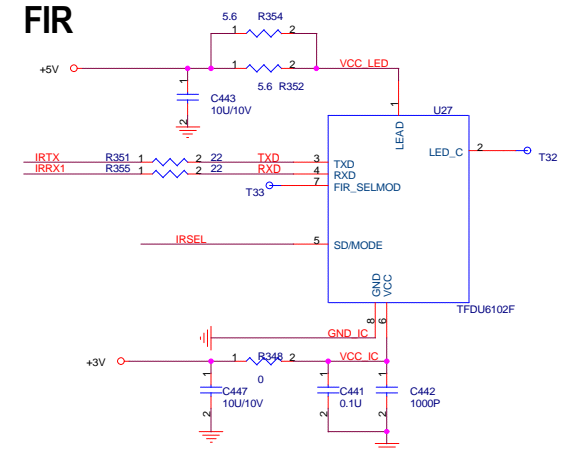 FIR
5.6 R354
1 2
+5V 1 2 VCC_LED
5.6 R352
1
C443
10U/10V
2
1
U27
LEAD
LED_C 2 T32
IRTX R351 1 2 22 TXD 3 TXD
IRRX1 R355 1 2 22 RXD 4 RXD
T33 7 FIR_SELMOD
IRSEL 5 SD/MODE
GND
VCC
TFDU6102F
8
6
GND_IC
+3V 1 R348 2 VCC_IC
0
1
C447
10U/10V
2
1
C441
0.1U
2
1
C442
1000P
2